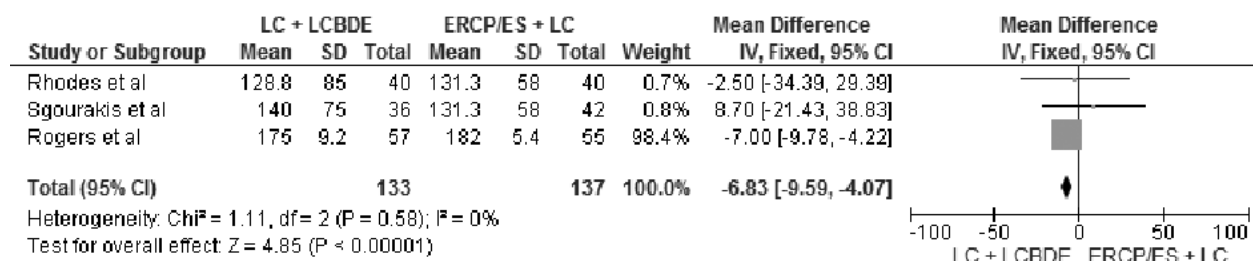 LC + LCBDE ERCP/ES + LC Mean Difference Mean Difference
Study or Subgroup Mean SD Total Mean SD Total Weight IV, Fixed, 95% CI IV, Fixed, 95% CI
Rhodes et al 128.8 85 40 131.3 58 40 0.7% -2.50 [-34.39, 29.39]
Sgourakis et al 140 75 36 131.3 58 42 0.8% 8.70 [-21.43, 38.83]
Rogers et al 175 9.2 57 182 5.4 55 98.4% -7.00 [-9.78, -4.22]
Total (95% CI) 133 137 100.0% -6.83 [-9.59, -4.07]
Heterogeneity: Chi² = 1.11, df = 2 (P = 0.58); I² = 0%
Test for overall effect: Z = 4.85 (P < 0.00001)
-100 -50 0 50 100
LC + LCBDE ERCP/ES + LC